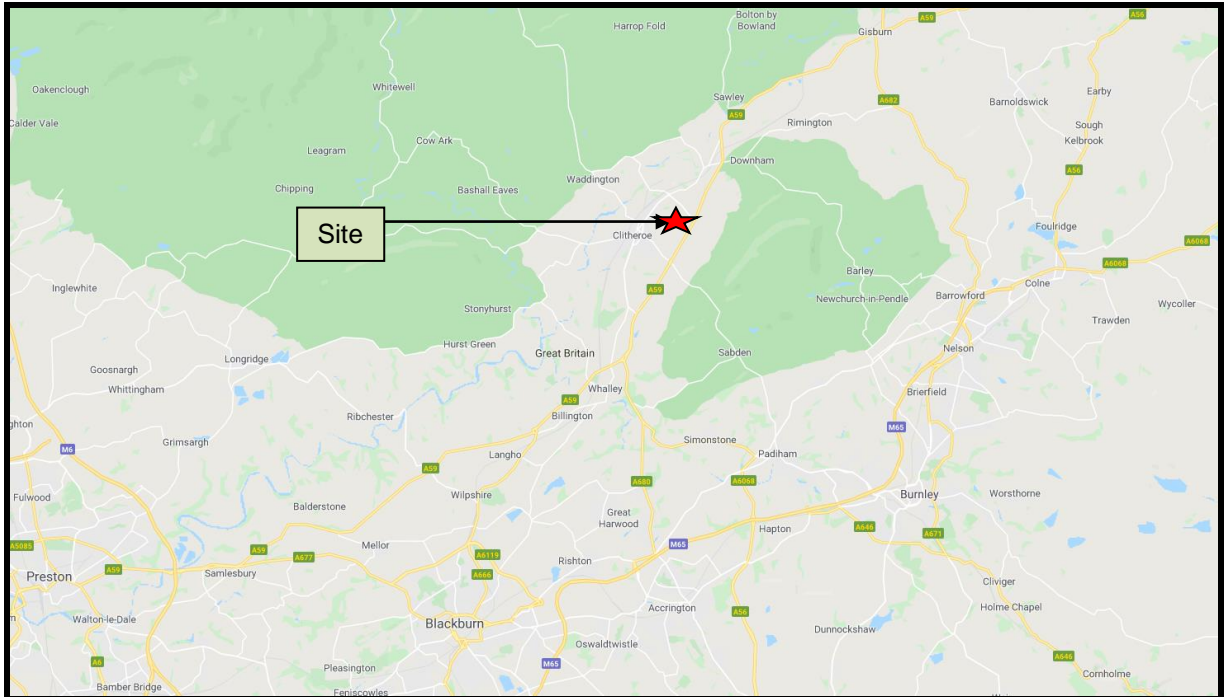 Bolton by
Bowland
A59
A56
Harrop Fold
Gisburn
Whitewell
Oakenclough
Earby
Sawley
A682
Barnoldswick
A59
Calder Vale
Rimington
Sough
Kelbrook
Cow Ark
Leagram
Downham
A56
Waddington
Chipping
Bashall Eaves
Site
Clitheroe
Foulridge
A6068
A6068
Barley
Colne
Inglewhite
A59
Newchurch-in-Pendle
Barrowford
Wycoller
Stonyhurst
Trawden
Hurst Green
Great Britain
Sabden
Nelson
Longridge
Goosnargh
Whittingham
Whalley
Brierfield
A59
Ribchester
Billington
M65
Grimsargh
M6
Simonstone
Langho
Padiham
A59
A680
A6068
Fulwood
Wilpshire
Burnley
Worsthorne
Balderstone
Great
Harwood
Hapton
A646
A671
A5085
Mellor
M65
A59
A677
A6119
Rishton
Preston
A59
Samlesbury
A666
Cliviger
Accrington
Holme Chapel
A56
Walton-le-Dale
Blackburn
Dunnockshaw
Oswaldtwistle
A646
A6
M65
Pleasington
Cornholme
Bamber Bridge
Feniscowles